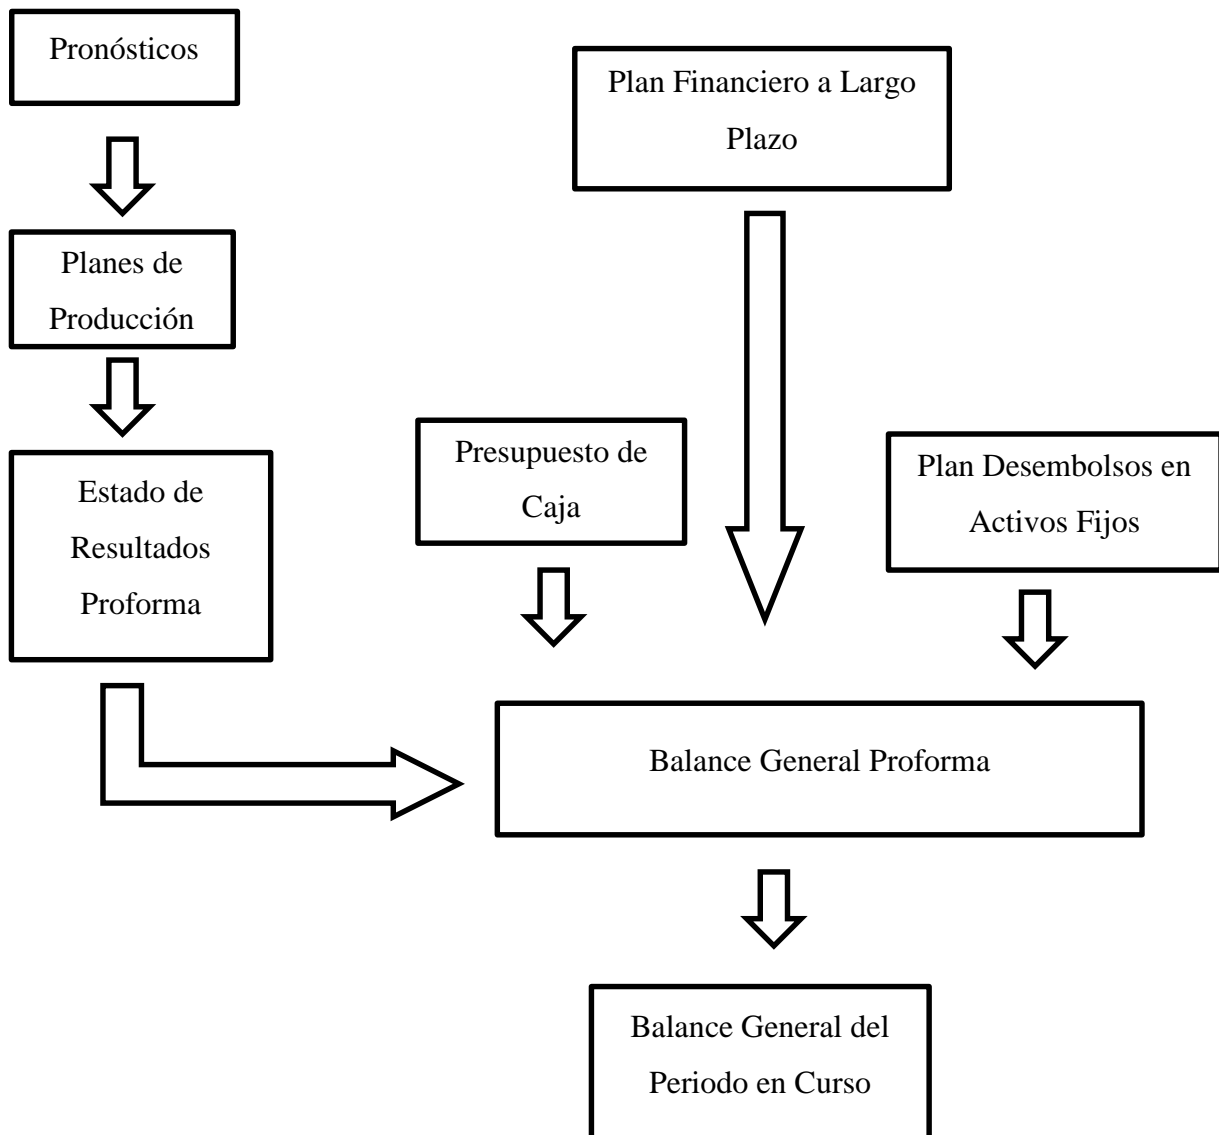 Pronósticos
Plan Financiero a Largo
Plazo
Planes de
Producción
Estado de
Resultados
Proforma
Presupuesto de
Caja
Plan Desembolsos en
Activos Fijos
Balance General Proforma
Balance General del
Periodo en Curso